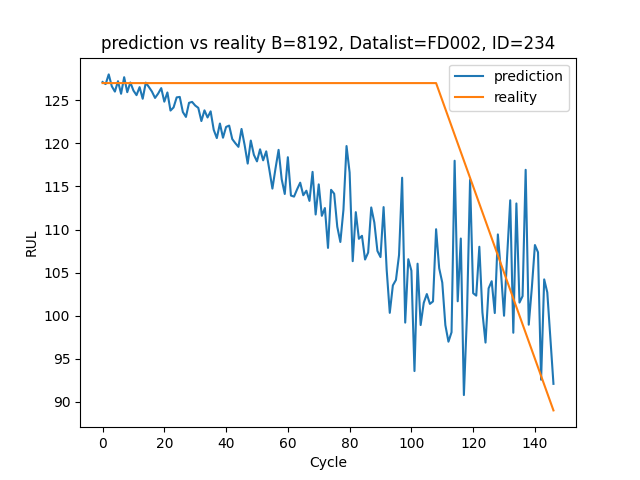 prediction vs reality B=8192, Datalist=FD002, ID=234
prediction
reality
RUL
125
120
115
110
105
100
95
90
0 20 40 60 80 100 120 140
Cycle